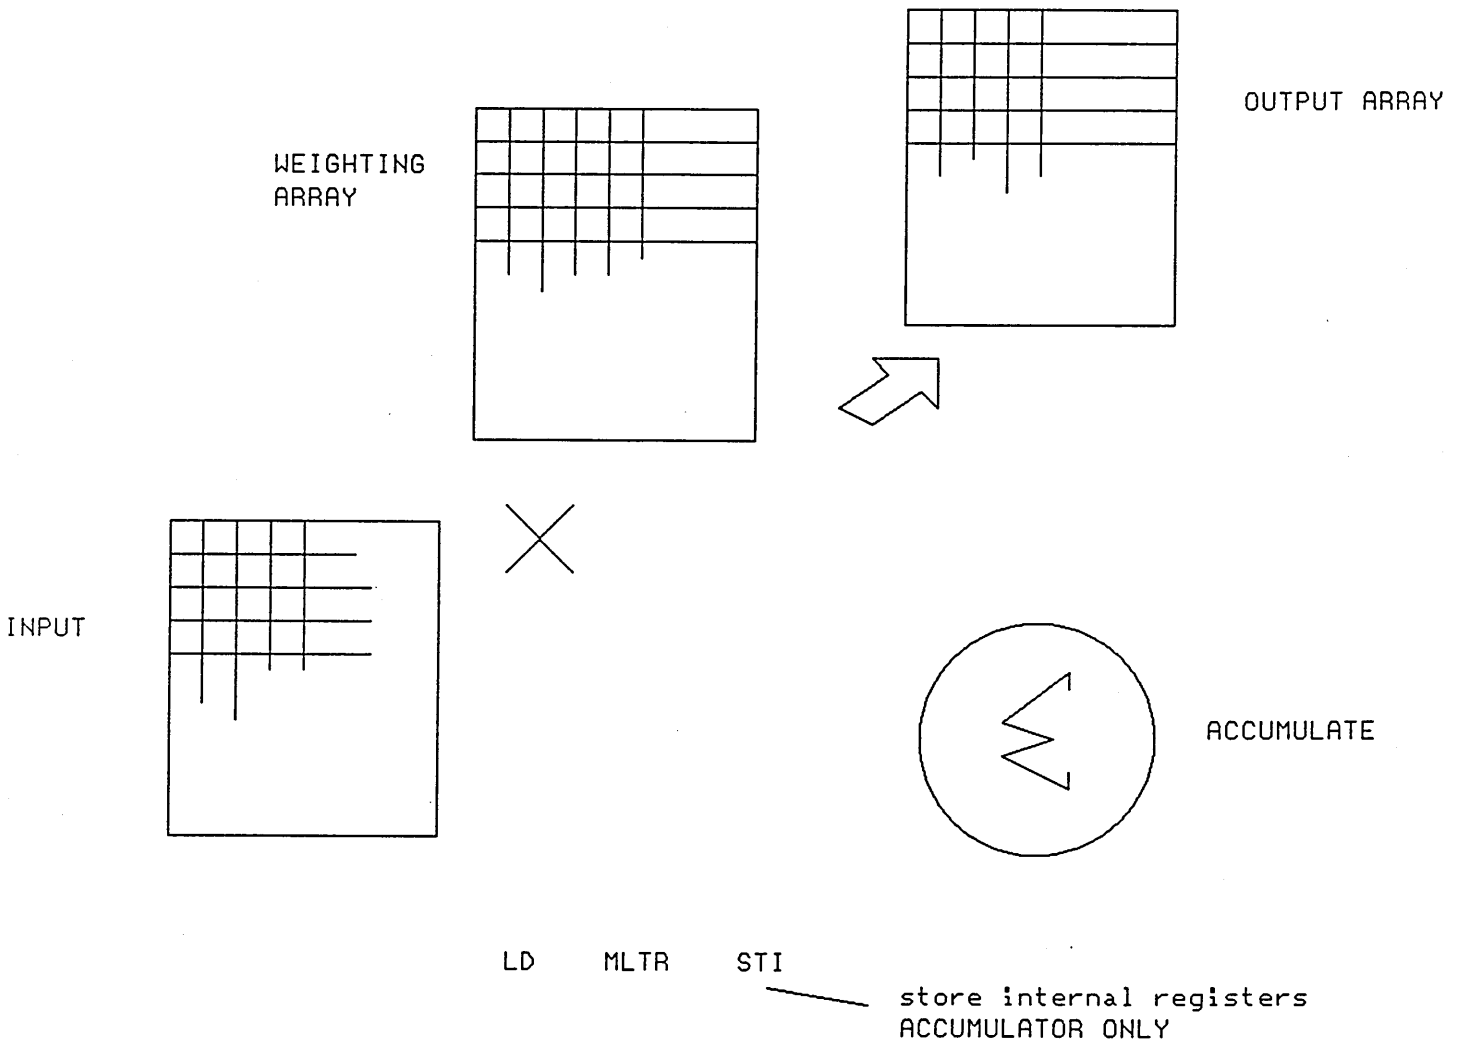 OUTPUT ARRAY
WEIGHTING
ARRAY
INPUT
ACCUMULATE
LD MLTR STI
store internal registers
ACCUMULATOR ONLY